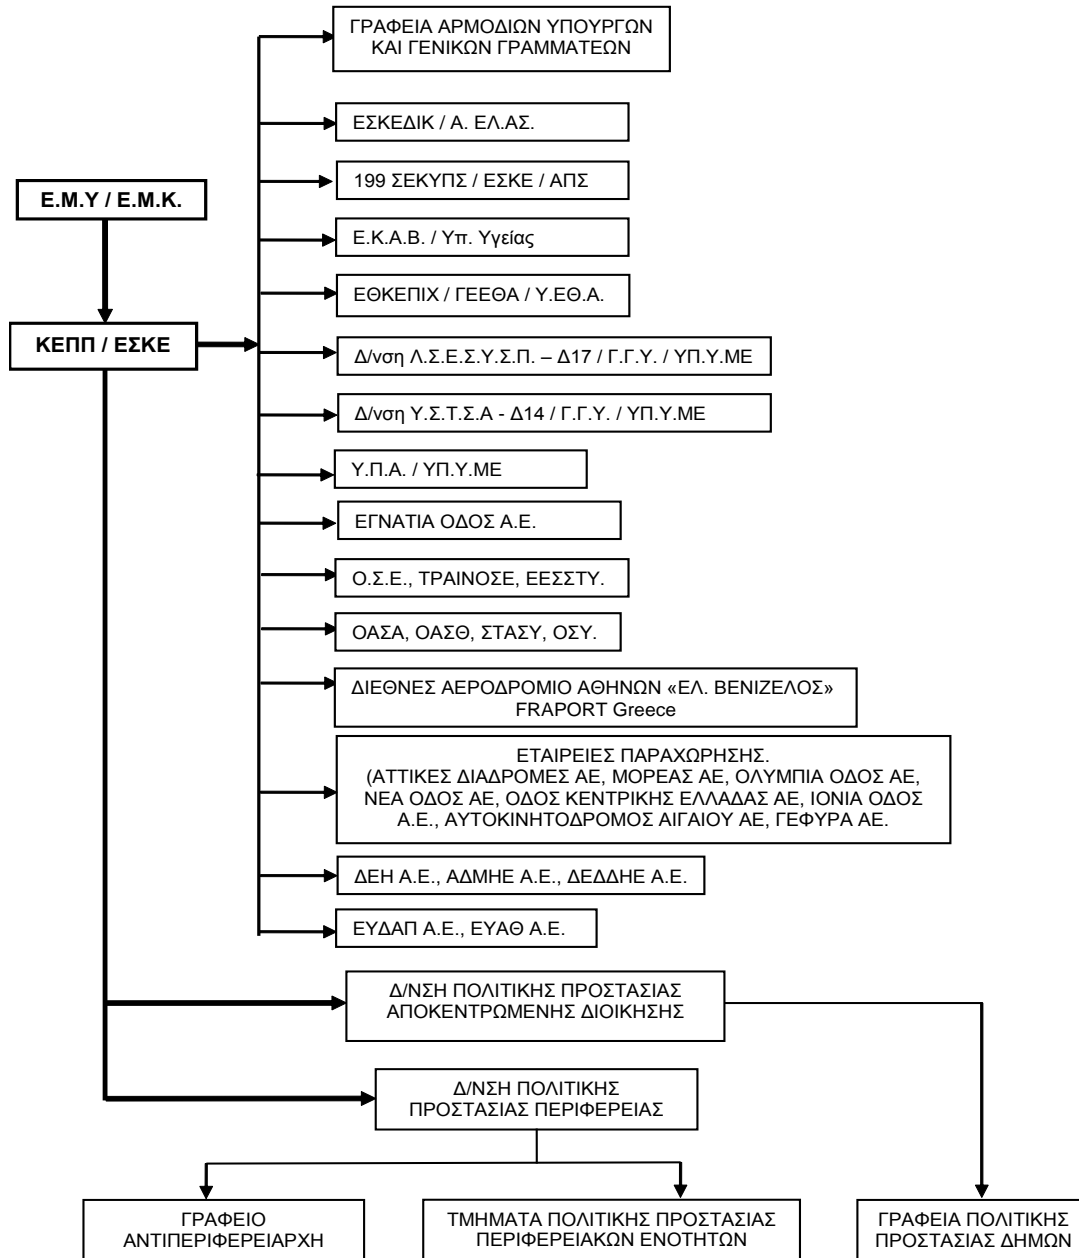 ΓΡΑΦΕΙΑ ΑΡΜΟΔΙΩΝ ΥΠΟΥΡΓΩΝ
ΚΑΙ ΓΕΝΙΚΩΝ ΓΡΑΜΜΑΤΕΩΝ
ΕΣΚΕΔΙΚ / Α. ΕΛ.ΑΣ.
199 ΣΕΚΥΠΣ / ΕΣΚΕ / ΑΠΣ
Ε.Μ.Υ / Ε.Μ.Κ.
Ε.Κ.Α.Β. / Υπ. Υγείας
ΕΘΚΕΠΙΧ / ΓΕΕΘΑ / Υ.ΕΘ.Α.
ΚΕΠΠ / ΕΣΚΕ
Δ/νση Λ.Σ.Ε.Σ.Υ.Σ.Π. – Δ17 / Γ.Γ.Υ. / ΥΠ.Υ.ΜΕ
Δ/νση Υ.Σ.Τ.Σ.Α - Δ14 / Γ.Γ.Υ. / ΥΠ.Υ.ΜΕ
Υ.Π.Α. / ΥΠ.Υ.ΜΕ
ΕΓΝΑΤΙΑ ΟΔΟΣ Α.Ε.
Ο.Σ.Ε., ΤΡΑΙΝΟΣΕ, ΕΕΣΣΤΥ.
ΟΑΣΑ, ΟΑΣΘ, ΣΤΑΣΥ, ΟΣΥ.
ΔΙΕΘΝΕΣ ΑΕΡΟΔΡΟΜΙΟ ΑΘΗΝΩΝ «ΕΛ. ΒΕΝΙΖΕΛΟΣ»
FRAPORT Greece
ΕΤΑΙΡΕΙΕΣ ΠΑΡΑΧΩΡΗΣΗΣ.
(ΑΤΤΙΚΕΣ ΔΙΑΔΡΟΜΕΣ ΑΕ, ΜΟΡΕΑΣ ΑΕ, ΟΛΥΜΠΙΑ ΟΔΟΣ ΑΕ,
ΝΕΑ ΟΔΟΣ ΑΕ, ΟΔΟΣ ΚΕΝΤΡΙΚΗΣ ΕΛΛΑΔΑΣ ΑΕ, ΙΟΝΙΑ ΟΔΟΣ
Α.Ε., ΑΥΤΟΚΙΝΗΤΟΔΡΟΜΟΣ ΑΙΓΑΙΟΥ ΑΕ, ΓΕΦΥΡΑ ΑΕ.
ΔΕΗ Α.Ε., ΑΔΜΗΕ Α.Ε., ΔΕΔΔΗΕ Α.Ε.
ΕΥΔΑΠ Α.Ε., ΕΥΑΘ Α.Ε.
Δ/ΝΣΗ ΠΟΛΙΤΙΚΗΣ ΠΡΟΣΤΑΣΙΑΣ
ΑΠΟΚΕΝΤΡΩΜΕΝΗΣ ΔΙΟΙΚΗΣΗΣ
Δ/ΝΣΗ ΠΟΛΙΤΙΚΗΣ
ΠΡΟΣΤΑΣΙΑΣ ΠΕΡΙΦΕΡΕΙΑΣ
ΓΡΑΦΕΙΟ
ΑΝΤΙΠΕΡΙΦΕΡΕΙΑΡΧΗ
ΤΜΗΜΑΤΑ ΠΟΛΙΤΙΚΗΣ ΠΡΟΣΤΑΣΙΑΣ
ΠΕΡΙΦΕΡΕΙΑΚΩΝ ΕΝΟΤΗΤΩΝ
ΓΡΑΦΕΙΑ ΠΟΛΙΤΙΚΗΣ
ΠΡΟΣΤΑΣΙΑΣ ΔΗΜΩΝ